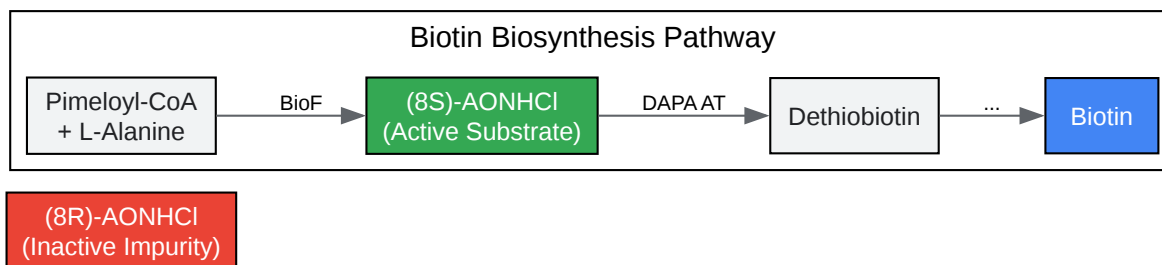 Biotin Biosynthesis Pathway
Pimeloyl-CoA
+ L-Alanine
BioF
(8S)-AONHCl
(Active Substrate)
DAPA AT
Dethiobiotin
...
Biotin
(8R)-AONHCl
(Inactive Impurity)